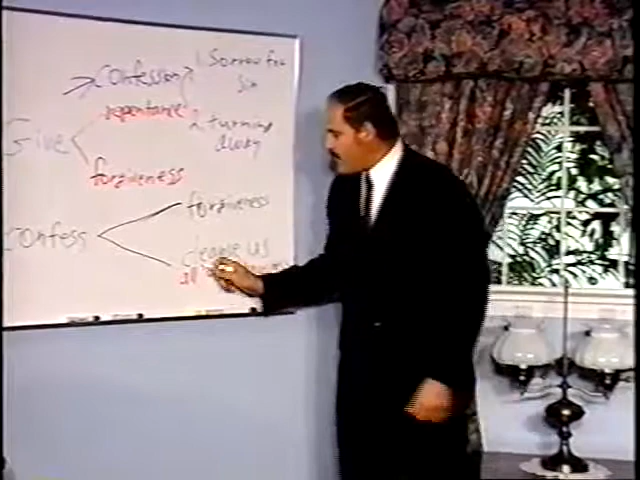 Confession
1. Sorrow for
Sin
Give
repentance
2. turning
away
forgiveness
forgiveness
Confess
cleanse us
all